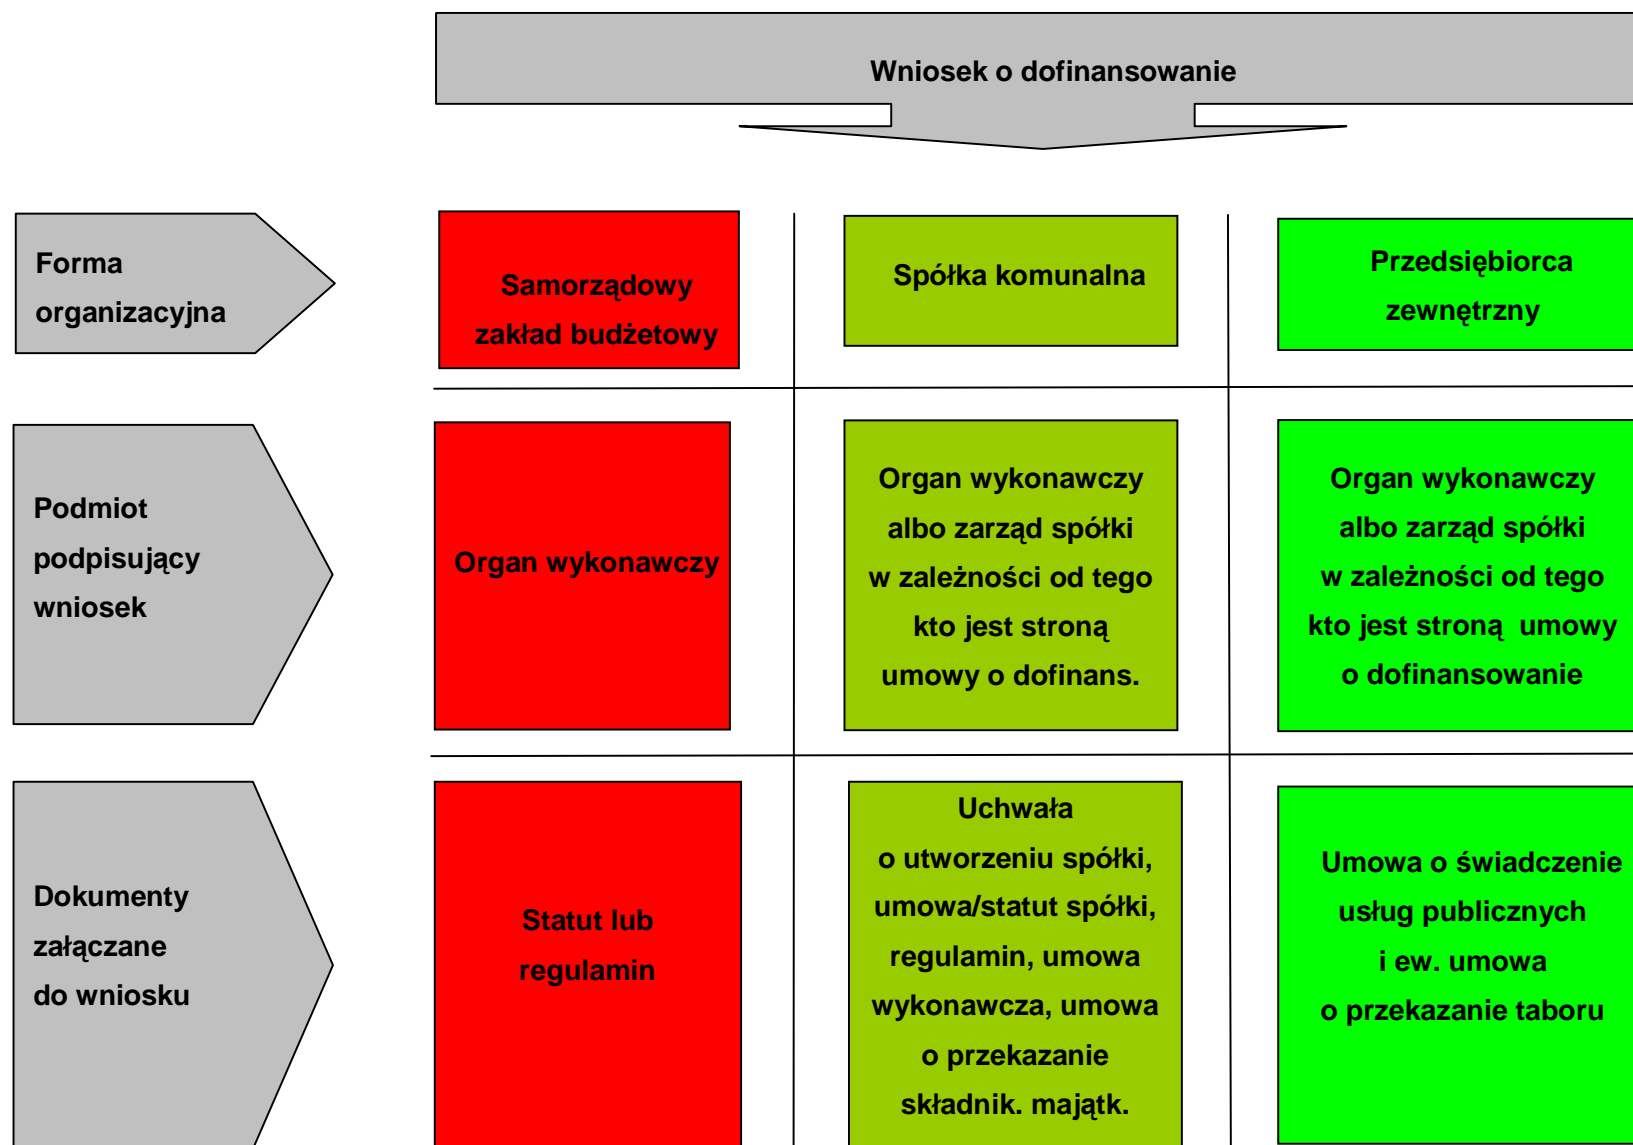 Wniosek o dofinansowanie
Forma
organizacyjna
Samorządowy
zakład budżetowy
Spółka komunalna
Przedsiębiorca
zewnętrzny
Podmiot
podpisujący
wniosek
Organ wykonawczy
Organ wykonawczy
albo zarząd spółki
w zależności od tego
kto jest stroną
umowy o dofinans.
Organ wykonawczy
albo zarząd spółki
w zależności od tego
kto jest stroną umowy
o dofinansowanie
Dokumenty
załączane
do wniosku
Statut lub
regulamin
Uchwała
o utworzeniu spółki,
umowa/statut spółki,
regulamin, umowa
wykonawcza, umowa
o przekazanie
składnik. majątk.
Umowa o świadczenie
usług publicznych
i ew. umowa
o przekazanie taboru